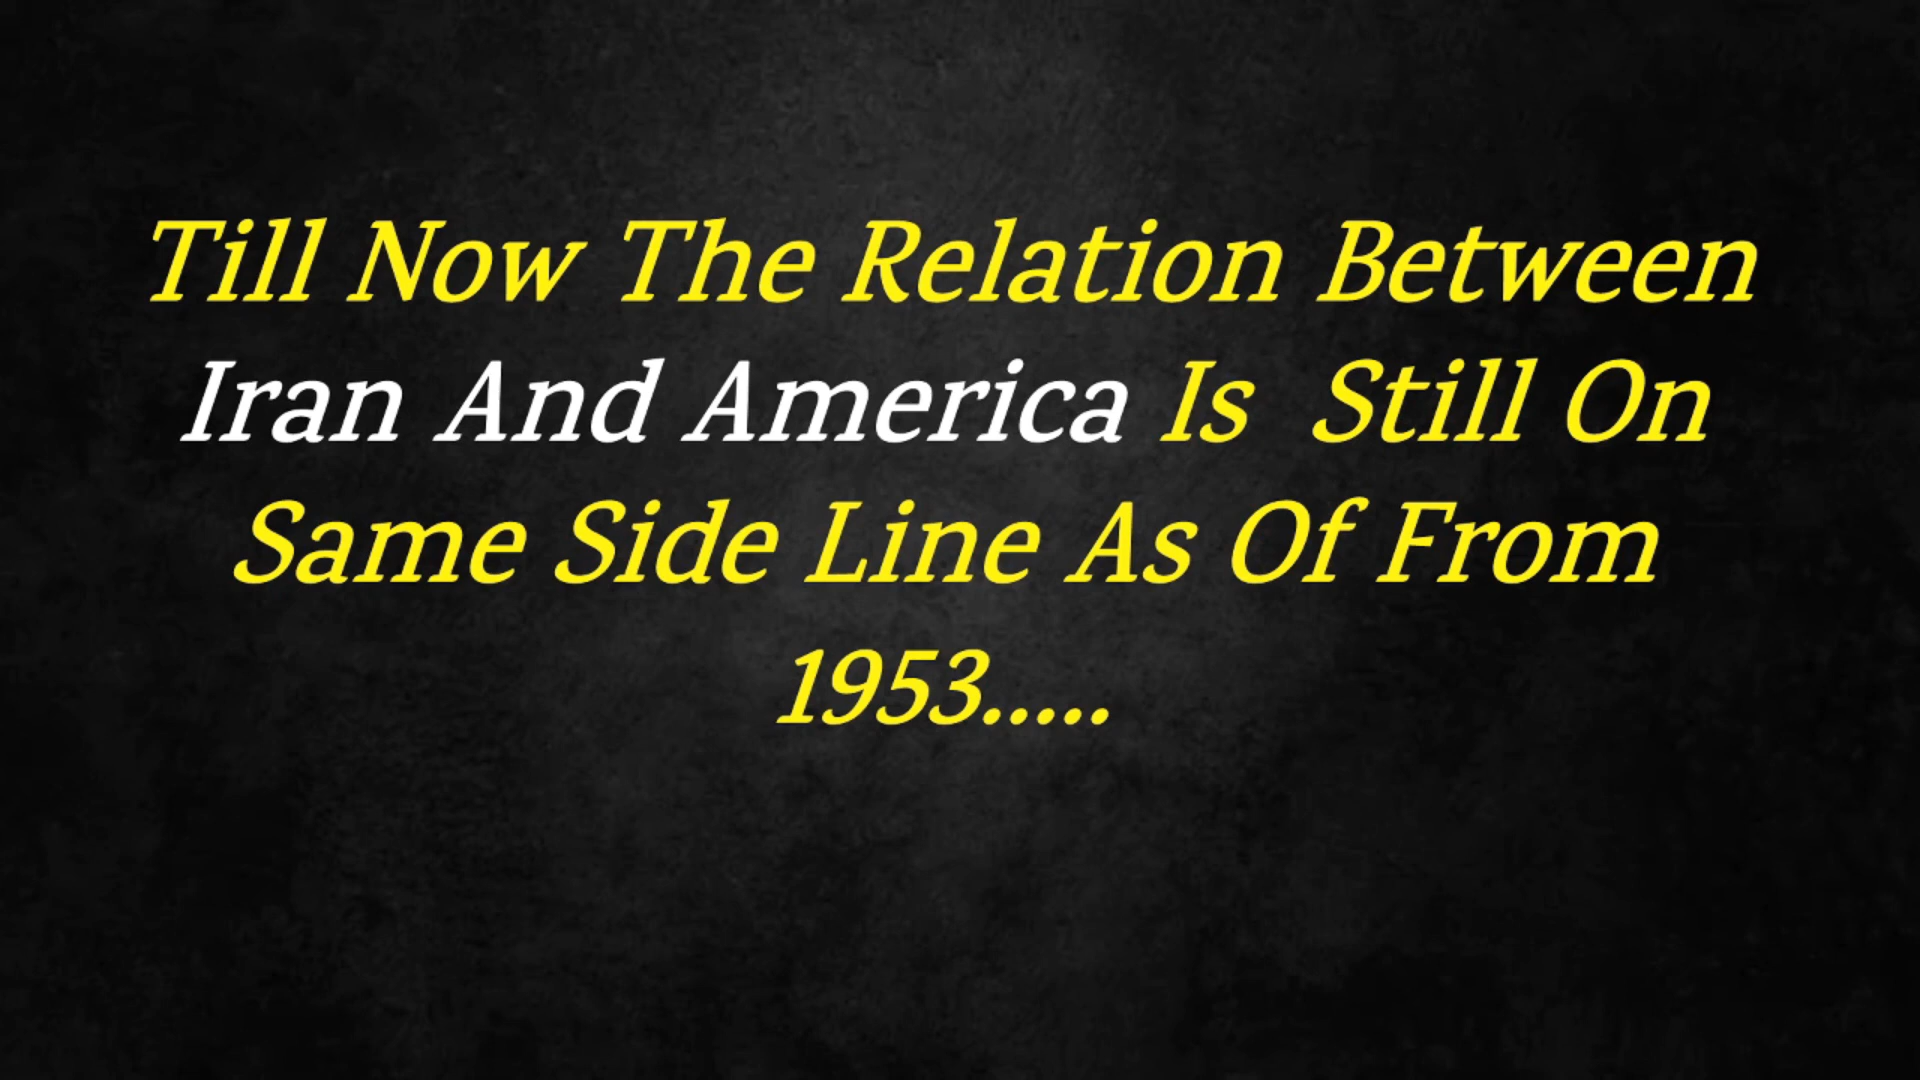 Till Now The Relation Between
Iran And America Is  Still On
Same Side Line As Of From
1953.....